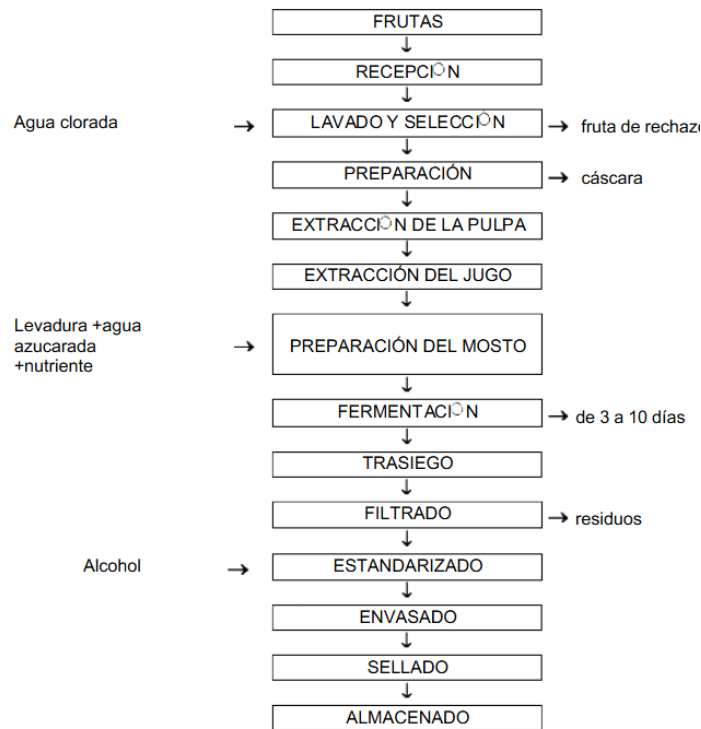 FRUTAS
RECEPCIÓN
Agua clorada → LAVADO Y SELECCIÓN → fruta de rechazo
PREPARACIÓN → cáscara
EXTRACCIÓN DE LA PULPA
EXTRACCIÓN DEL JUGO
Levadura +agua
azucarada
+nutriente
→ PREPARACIÓN DEL MOSTO
FERMENTACIÓN → de 3 a 10 días
TRASIEGO
FILTRADO → residuos
Alcohol → ESTANDARIZADO
ENVASADO
SELLADO
ALMACENADO